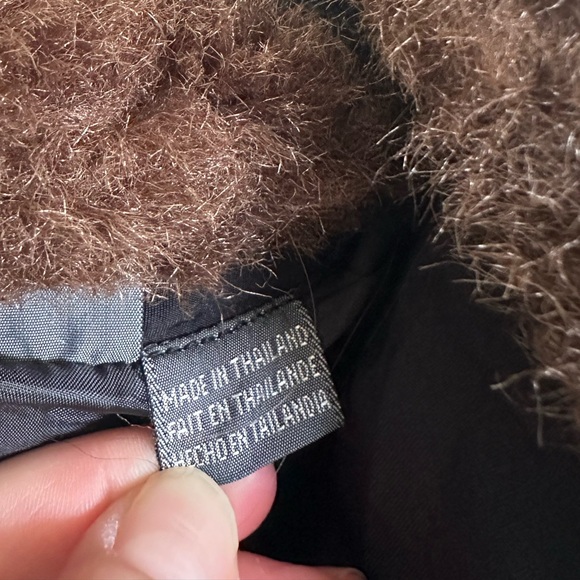 MADE IN THAILAND
FAIT EN THAILANDE
HECHO EN TAILANDIA